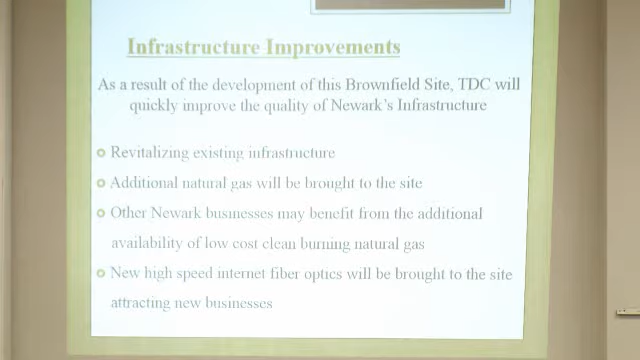 Infrastructure Improvements
As a result of the development of this Brownfield Site, TDC will
quickly improve the quality of Newark's Infrastructure
Revitalizing existing infrastructure
Additional natural gas will be brought to the site
Other Newark businesses may benefit from the additional
availability of low cost clean burning natural gas
New high speed internet fiber optics will be brought to the site
attracting new businesses